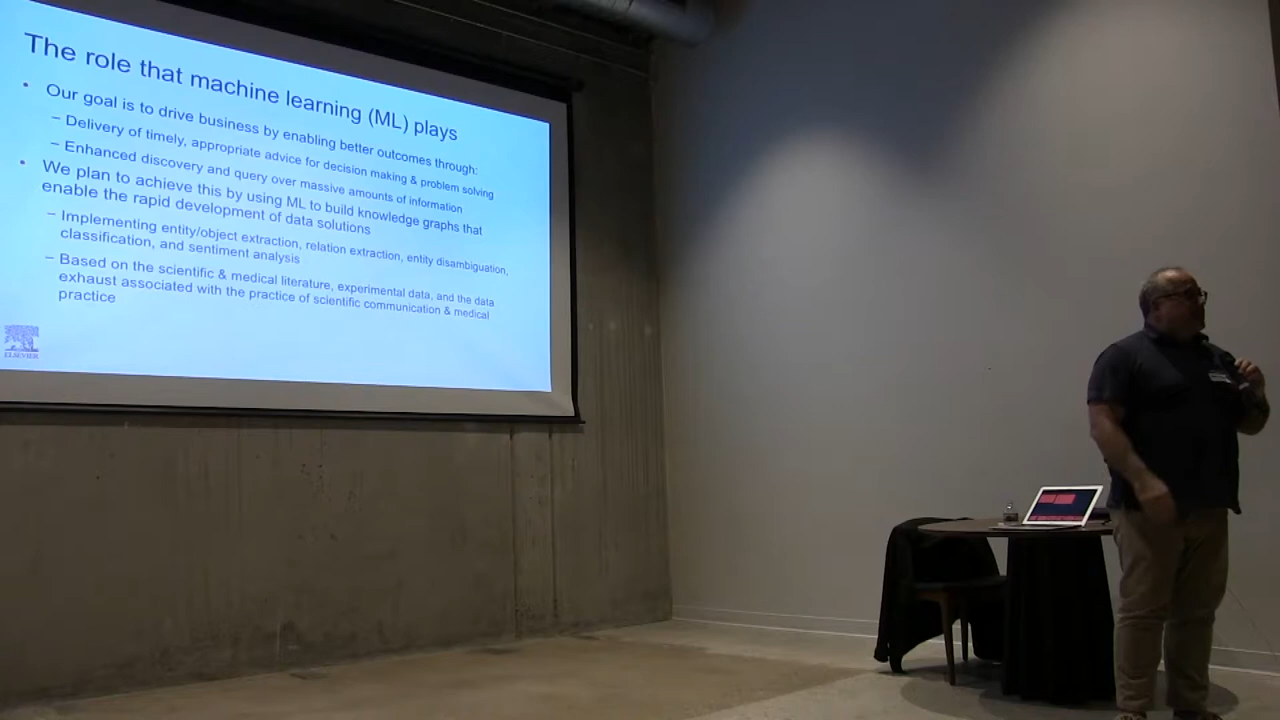 The role that machine learning (ML) plays
• Our goal is to drive business by enabling better outcomes through:
– Delivery of timely, appropriate advice for decision making & problem solving
– Enhanced discovery and query over massive amounts of information
• We plan to achieve this by using ML to build knowledge graphs that
enable the rapid development of data solutions
– Implementing entity/object extraction, relation extraction, entity disambiguation,
classification, and sentiment analysis
– Based on the scientific & medical literature, experimental data, and the data
exhaust associated with the practice of scientific communication & medical
practice
ELSEVIER